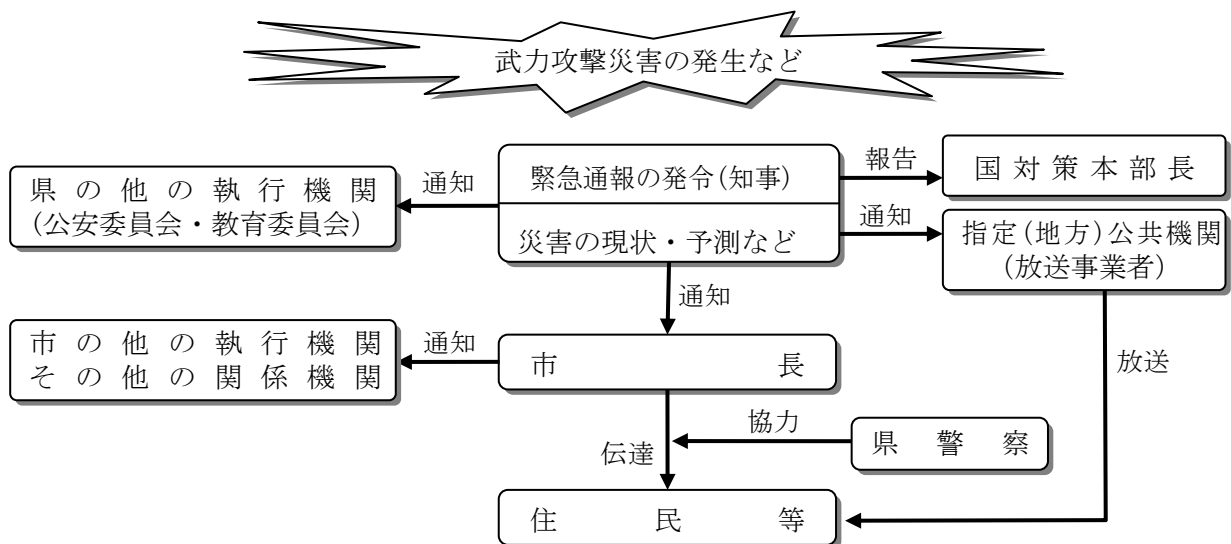 武力攻撃災害の発生など
緊急通報の発令(知事)
災害の現状・予測など
報告
国対策本部長
通知
県の他の執行機関
(公安委員会・教育委員会)
通知
指定(地方)公共機関
(放送事業者)
通知
市の他の執行機関
その他の関係機関
通知
市長
放送
協力
県警察
伝達
住民等